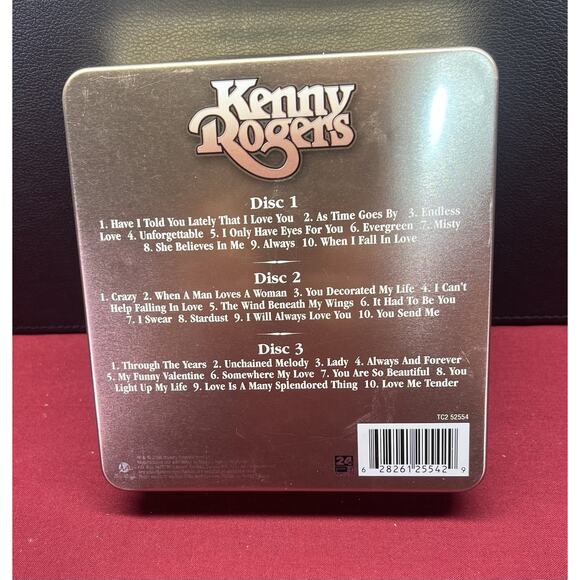 Kenny
Rogers
Disc 1
1. Have I Told You Lately That I Love You 2. As Time Goes By 3. Endless
Love 4. Unforgettable 5. I Only Have Eyes For You 6. Evergreen 7. Misty
8. She Believes In Me 9. Always 10. When I Fall In Love
Disc 2
1. Crazy 2. When A Man Loves A Woman 3. You Decorated My Life 4. I Can't
Help Falling In Love 5. The Wind Beneath My Wings 6. It Had To Be You
7. I Swear 8. Stardust 9. I Will Always Love You 10. You Send Me
Disc 3
1. Through The Years 2. Unchained Melody 3. Lady 4. Always And Forever
5. My Funny Valentine 6. Somewhere My Love 7. You Are So Beautiful 8. You
Light Up My Life 9. Love Is A Many Splendored Thing 10. Love Me Tender
TC2 52554
6 28261 25542 9